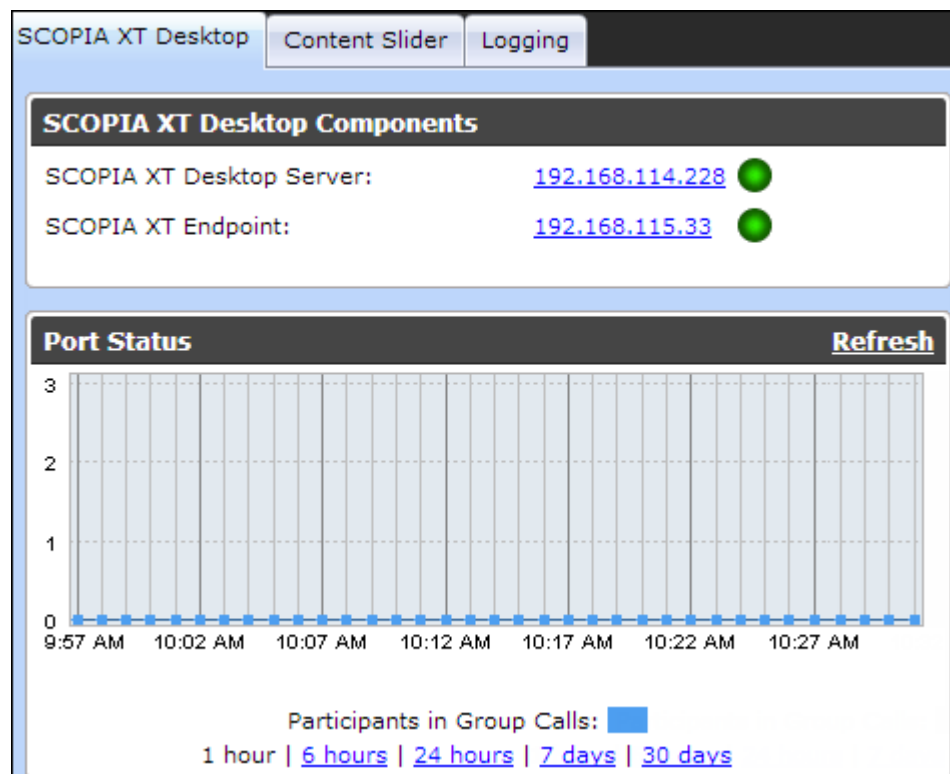 SCOPIA XT Desktop Content Slider Logging
SCOPIA XT Desktop Components
SCOPIA XT Desktop Server: 192.168.114.228
SCOPIA XT Endpoint: 192.168.115.33
Port Status Refresh
3
2
1
0
9:57 AM 10:02 AM 10:07 AM 10:12 AM 10:17 AM 10:22 AM 10:27 AM
Participants in Group Calls:
1 hour | 6 hours | 24 hours | 7 days | 30 days